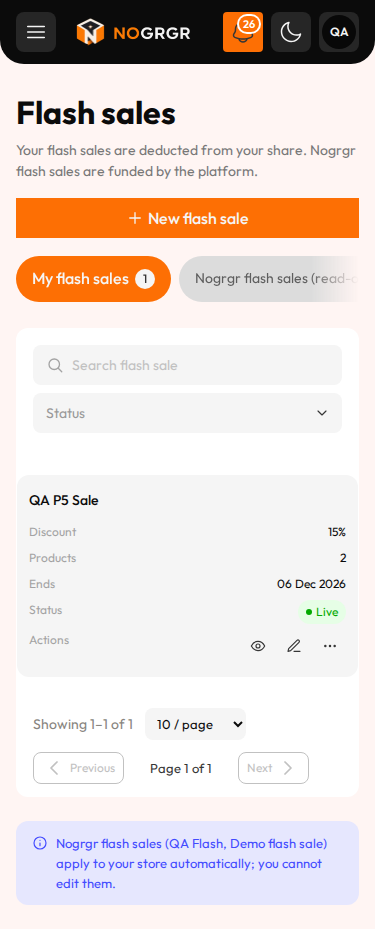 NOGRGR
26
QA
Flash sales
Your flash sales are deducted from your share. Nogrgr
flash sales are funded by the platform.
New flash sale
My flash sales 1
Nogrgr flash sales (read-o
Search flash sale
Status
QA P5 Sale
Discount 15%
Products 2
Ends 06 Dec 2026
Status Live
Actions
Showing 1–1 of 1 10 / page
Previous Page 1 of 1 Next
Nogrgr flash sales (QA Flash, Demo flash sale)
apply to your store automatically; you cannot
edit them.